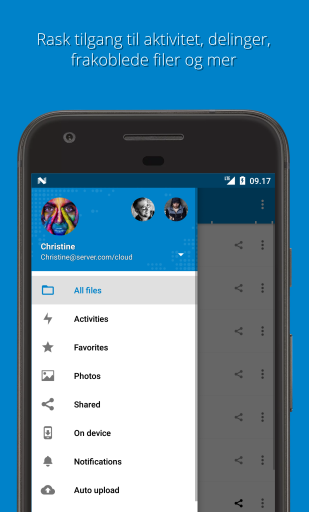 Rask tilgang til aktivitet, delinger,
frakoblede filer og mer
09.17
Christine
Christine@server.com/cloud
All files
Activities
Favorites
Photos
Shared
On device
Notifications
Auto upload